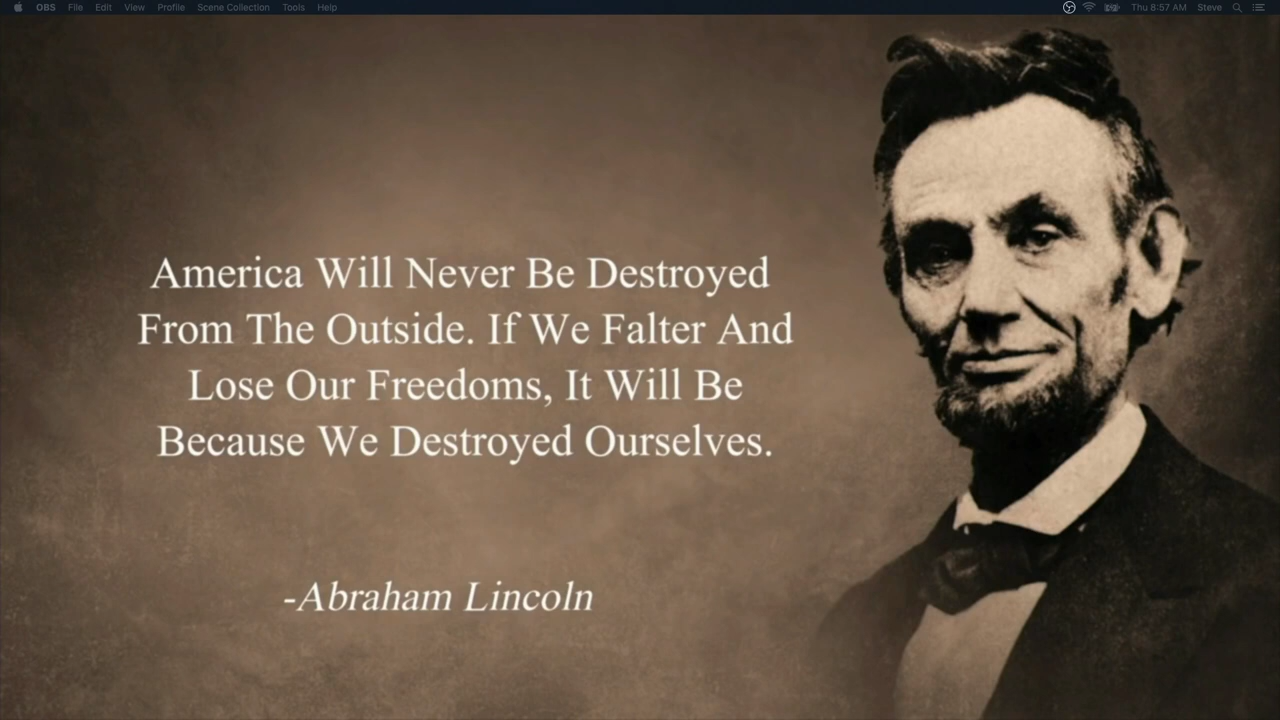 OBS File Edit View Profile Scene Collection Tools Help Thu 8:57 AM Steve
America Will Never Be Destroyed
From The Outside. If We Falter And
Lose Our Freedoms, It Will Be
Because We Destroyed Ourselves.
-Abraham Lincoln